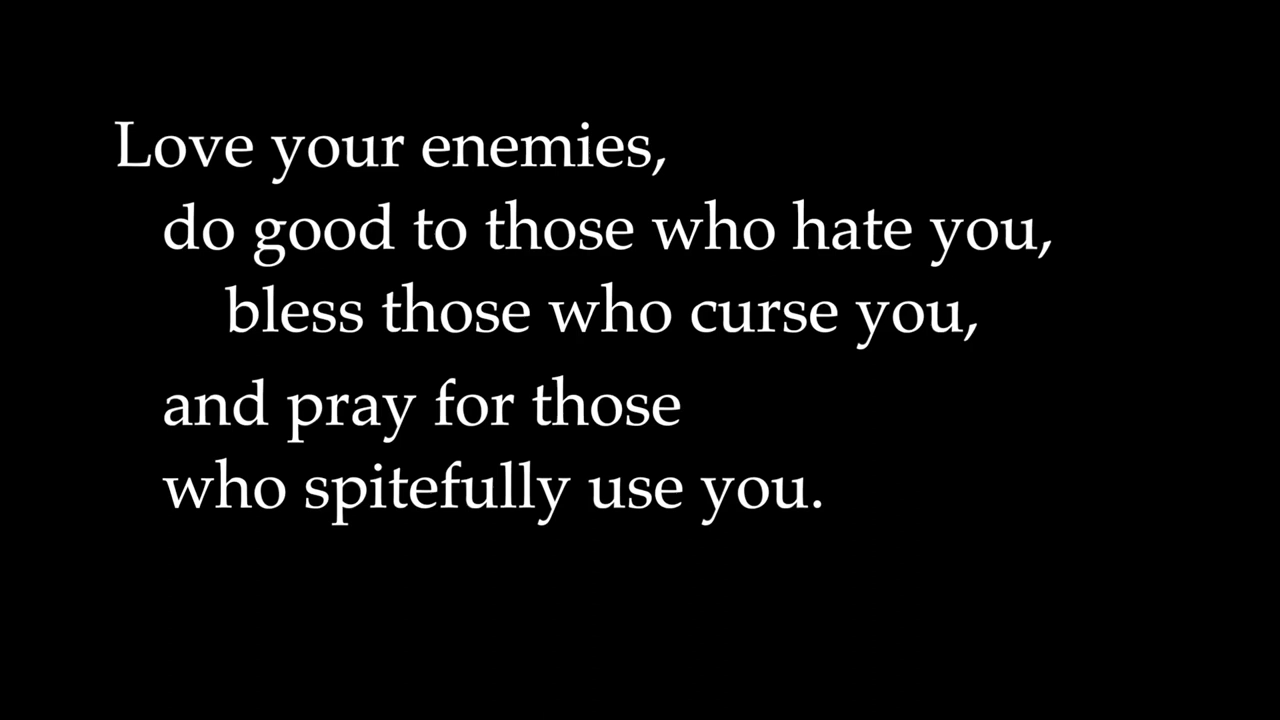 Love your enemies,
do good to those who hate you,
bless those who curse you,
and pray for those
who spitefully use you.